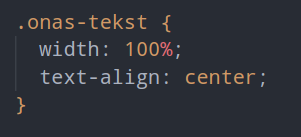 .onas-tekst {
  width: 100%;
  text-align: center;
}